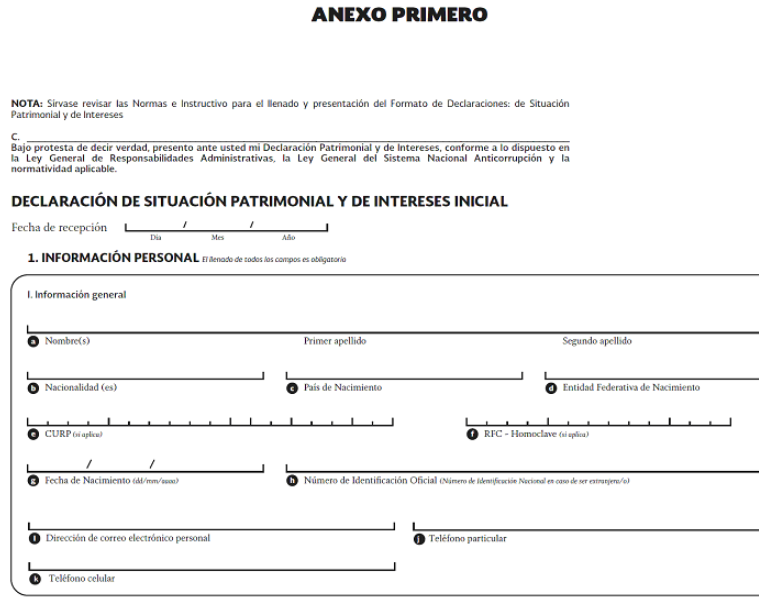 ANEXO PRIMERO
NOTA: Sírvase revisar las Normas e Instructivo para el llenado y presentación del Formato de Declaraciones: de Situación
Patrimonial y de Intereses
C.
Bajo protesta de decir verdad, presento ante usted mi Declaración Patrimonial y de Intereses, conforme a lo dispuesto en
la Ley General de Responsabilidades Administrativas, la Ley General del Sistema Nacional Anticorrupción y la
normatividad aplicable.
DECLARACIÓN DE SITUACIÓN PATRIMONIAL Y DE INTERESES INICIAL
Fecha de recepción / /
Día Mes Año
1. INFORMACIÓN PERSONAL El llenado de todos los campos es obligatorio
I. Información general
a Nombre(s) Primer apellido Segundo apellido
b Nacionalidad (es) c País de Nacimiento d Entidad Federativa de Nacimiento
e CURP (si aplica) f RFC - Homoclave (si aplica)
/ /
g Fecha de Nacimiento (dd/mm/aaaa) h Número de Identificación Oficial (Número de Identificación Nacional en caso de ser extranjera/o)
i Dirección de correo electrónico personal j Teléfono particular
k Teléfono celular